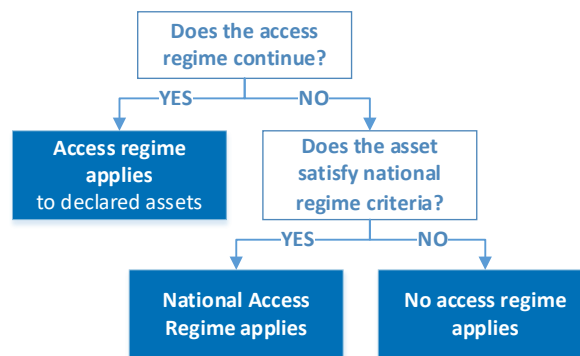 Does the access
regime continue?
YES
NO
Access regime
applies
to declared assets
Does the asset
satisfy national
regime criteria?
YES
NO
National Access
Regime applies
No access regime
applies